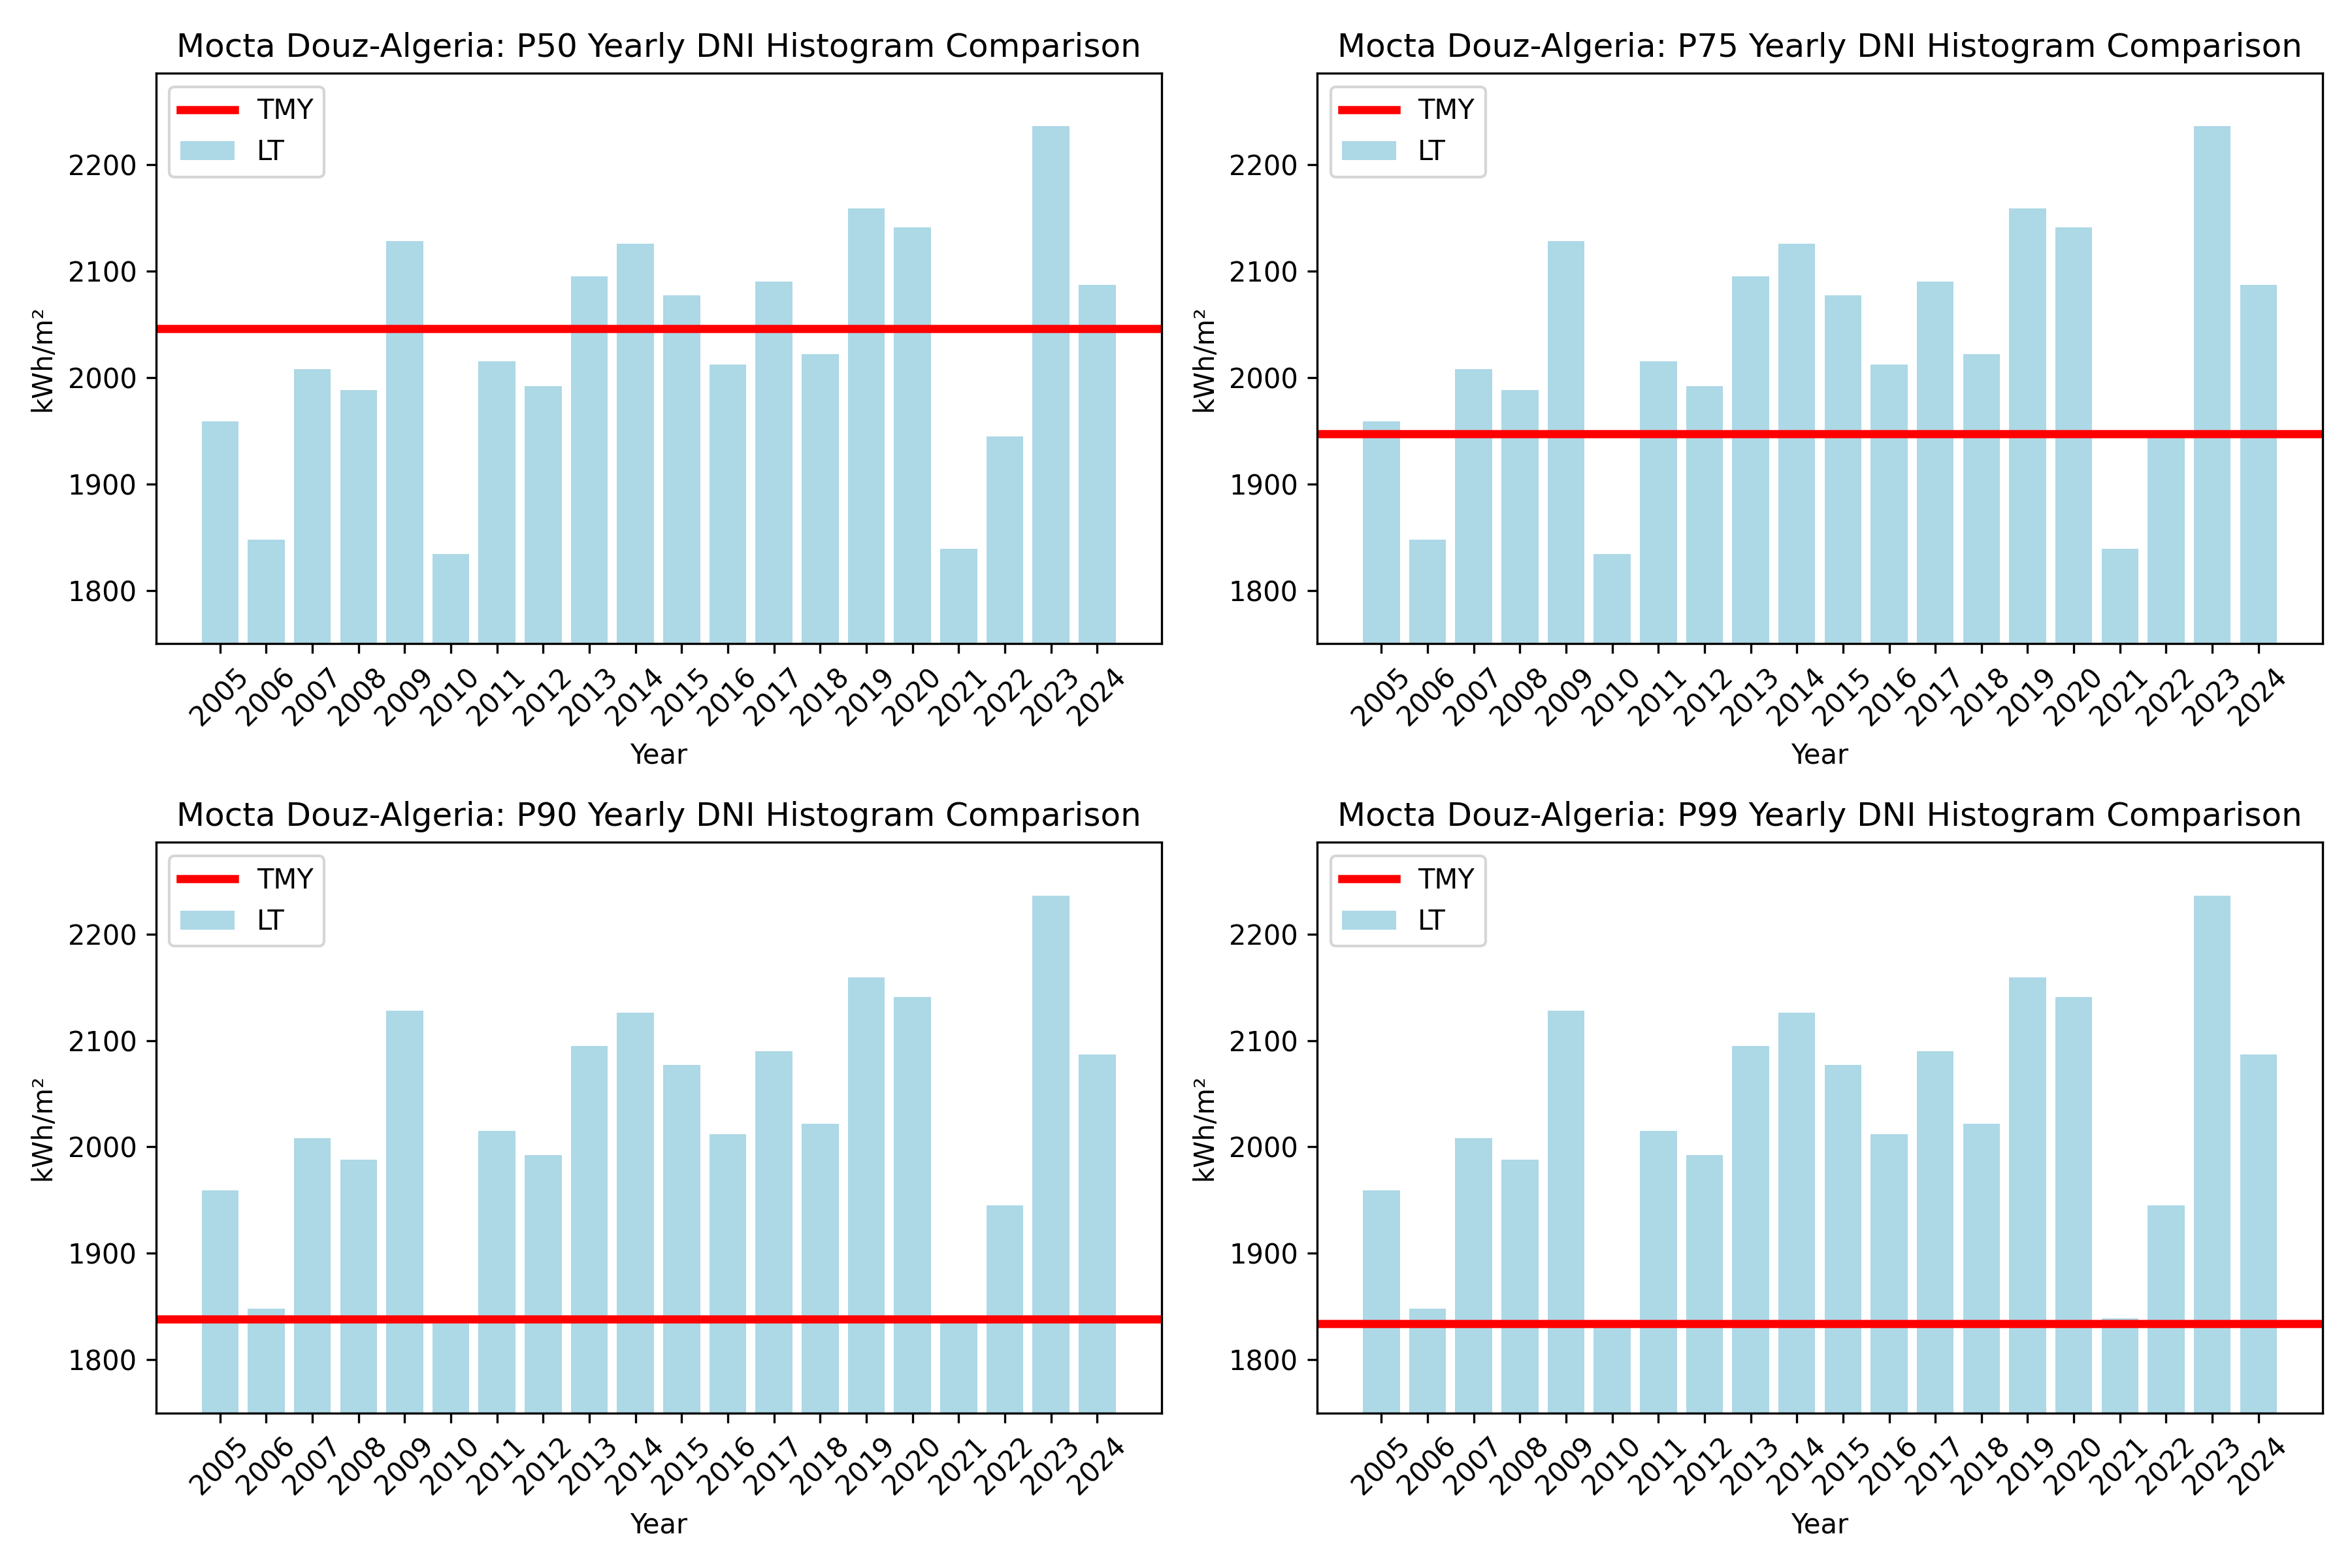 Mocta Douz-Algeria: P50 Yearly DNI Histogram Comparison
TMY
LT
kWh/m²
2200
2100
2000
1900
1800
2005 2006 2007 2008 2009 2010 2011 2012 2013 2014 2015 2016 2017 2018 2019 2020 2021 2022 2023 2024
Year
Mocta Douz-Algeria: P75 Yearly DNI Histogram Comparison
TMY
LT
kWh/m²
2200
2100
2000
1900
1800
2005 2006 2007 2008 2009 2010 2011 2012 2013 2014 2015 2016 2017 2018 2019 2020 2021 2022 2023 2024
Year
Mocta Douz-Algeria: P90 Yearly DNI Histogram Comparison
TMY
LT
kWh/m²
2200
2100
2000
1900
1800
2005 2006 2007 2008 2009 2010 2011 2012 2013 2014 2015 2016 2017 2018 2019 2020 2021 2022 2023 2024
Year
Mocta Douz-Algeria: P99 Yearly DNI Histogram Comparison
TMY
LT
kWh/m²
2200
2100
2000
1900
1800
2005 2006 2007 2008 2009 2010 2011 2012 2013 2014 2015 2016 2017 2018 2019 2020 2021 2022 2023 2024
Year